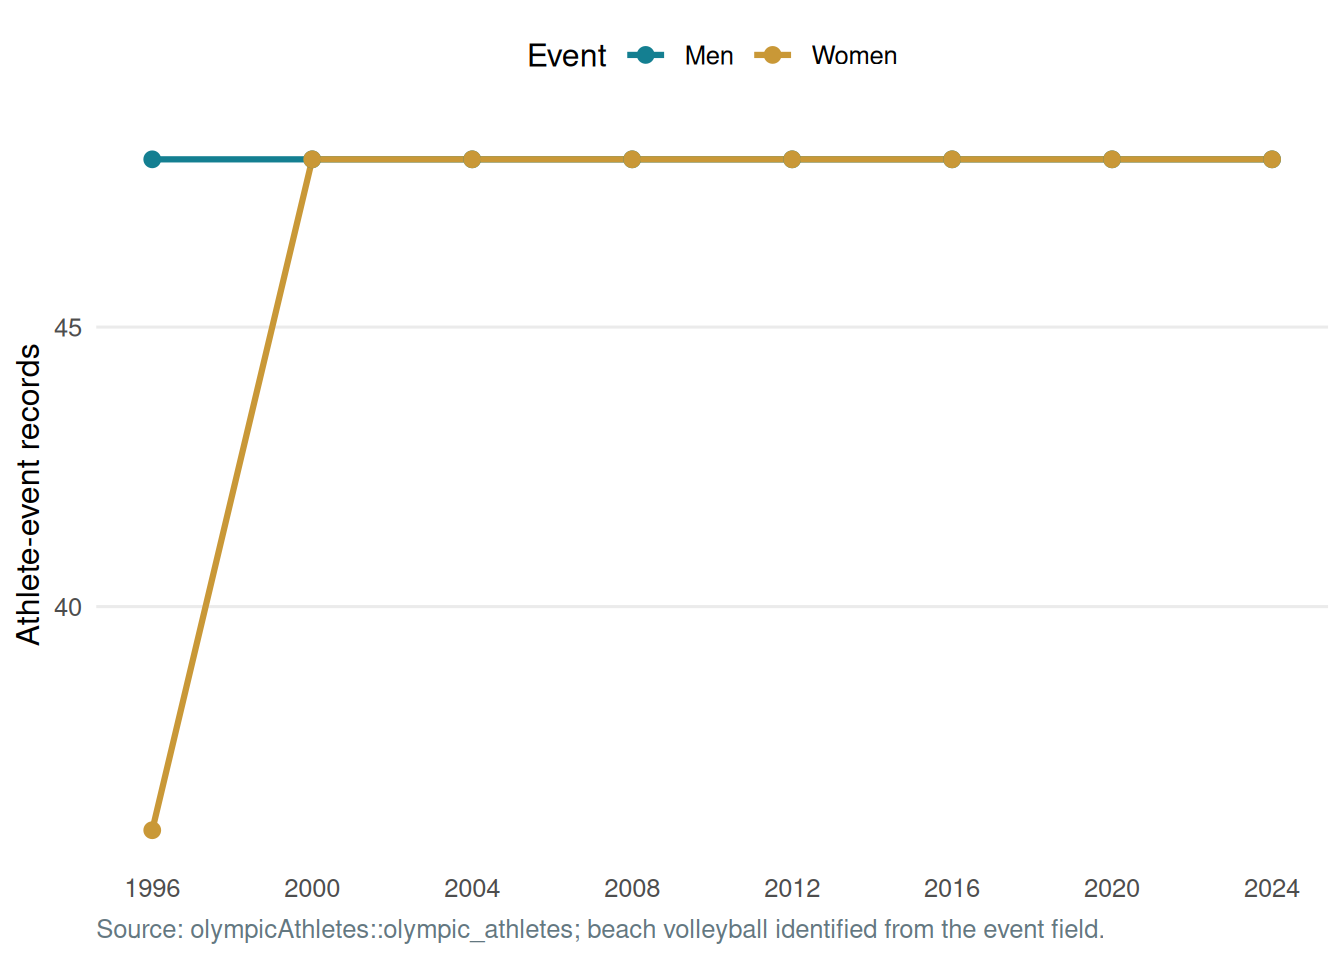 Event Men Women
45
40
Athlete-event records
1996 2000 2004 2008 2012 2016 2020 2024
Source: olympicAthletes::olympic_athletes; beach volleyball identified from the event field.